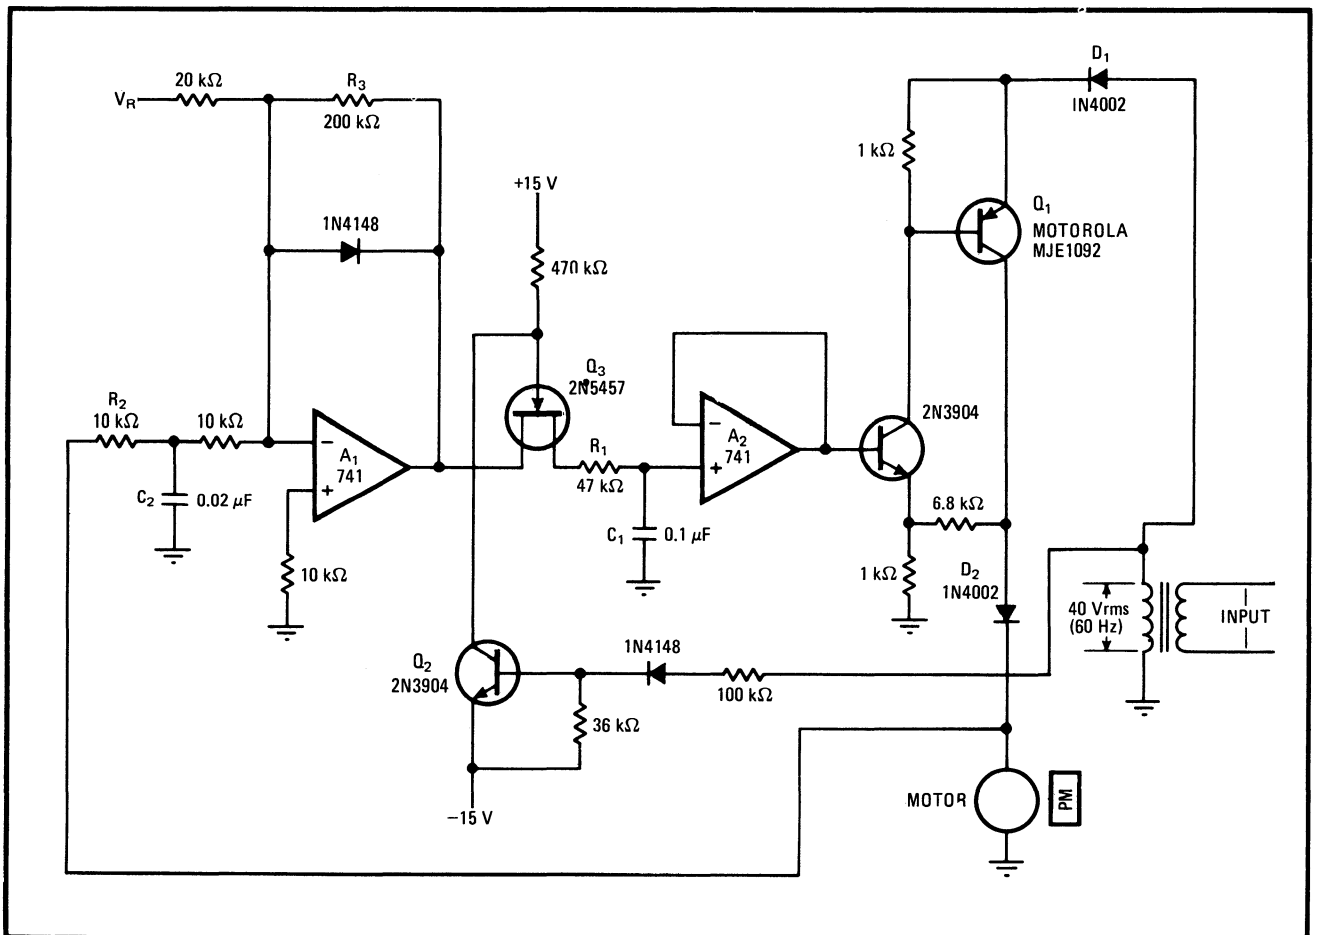 20 kΩ
V_R
R₃
200 kΩ
D₁
1N4002
1 kΩ
+15 V
1N4148
Q₁
MOTOROLA
MJE1092
470 kΩ
Q₃
2N5457
R₂
10 kΩ
10 kΩ
2N3904
−
A₁
741
+
−
A₂
741
+
R₁
47 kΩ
C₂
0.02 μF
6.8 kΩ
C₁
0.1 μF
10 kΩ
1 kΩ
D₂
1N4002
40 Vrms
(60 Hz)
INPUT
Q₂
2N3904
1N4148
100 kΩ
36 kΩ
−15 V
MOTOR
PM